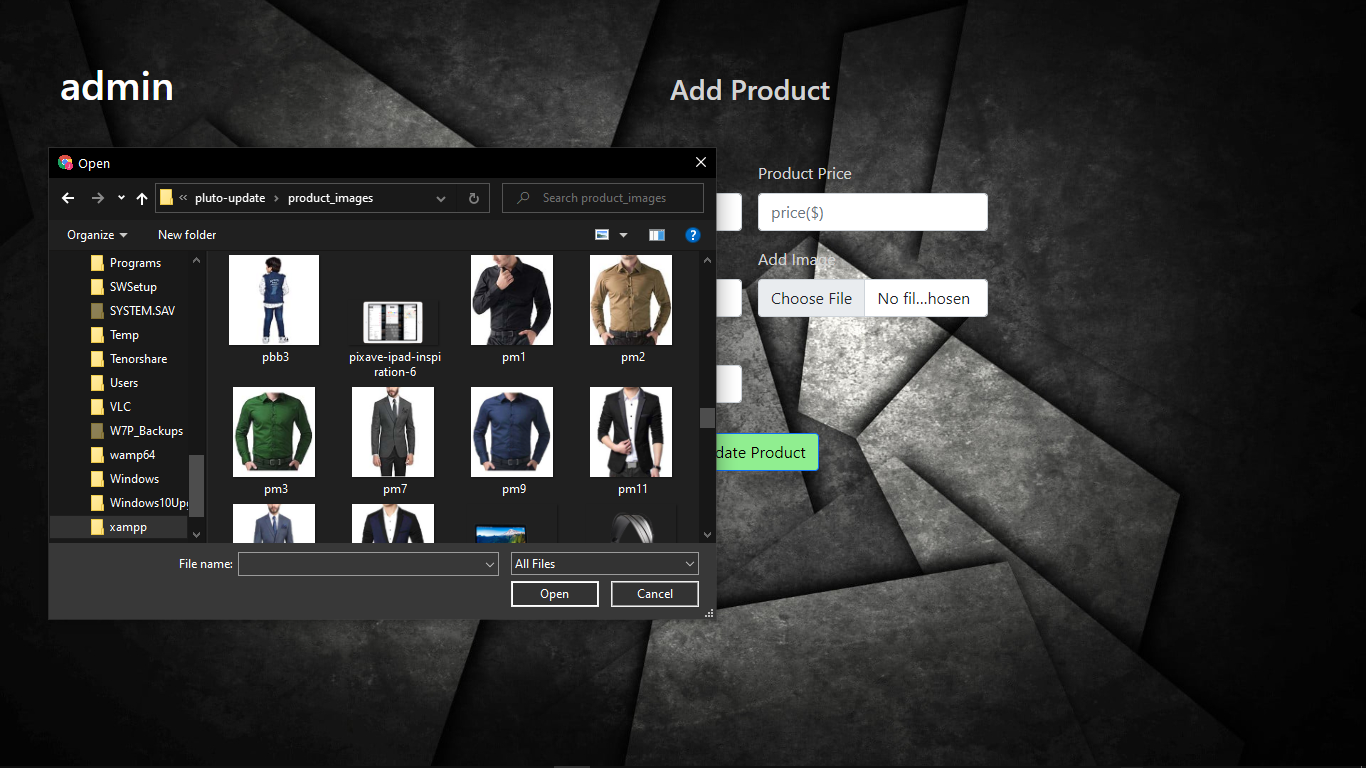 admin
Add Product
Open
pluto-update
product_images
Search product_images
Organize
New folder
Programs
SWSetup
SYSTEM.SAV
Temp
Tenorshare
Users
VLC
W7P_Backups
wamp64
Windows
Windows10Upg
xampp
pbb3
pixave-ipad-inspi
ration-6
pm1
pm2
pm3
pm7
pm9
pm11
File name:
All Files
Open
Cancel
Product Price
price($)
Add Image
Choose File
No fil...hosen
date Product